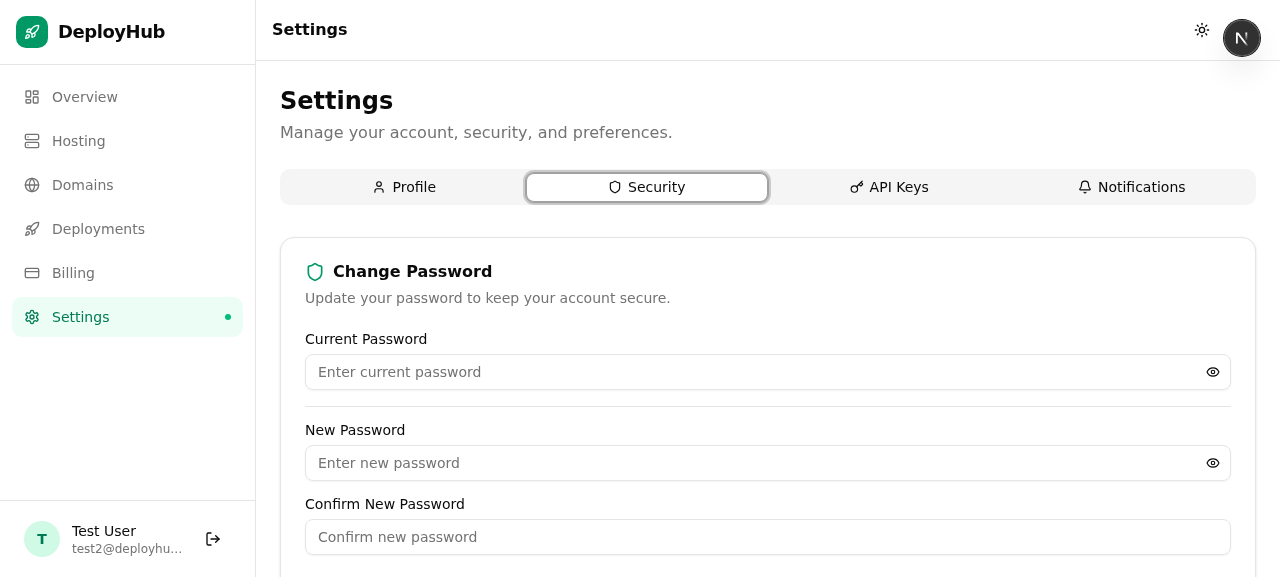 DeployHub
Settings
N
Overview
Hosting
Domains
Deployments
Billing
Settings
T
Test User
test2@deployhu...
Settings
Manage your account, security, and preferences.
Profile
Security
API Keys
Notifications
Change Password
Update your password to keep your account secure.
Current Password
Enter current password
New Password
Enter new password
Confirm New Password
Confirm new password